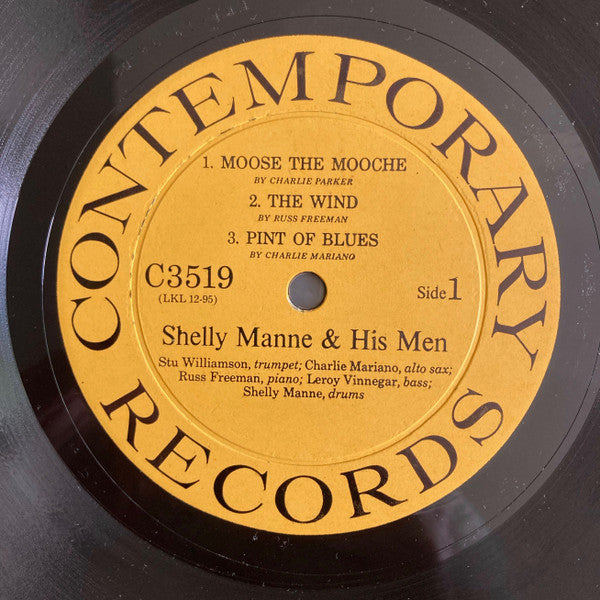 CONTEMPORARY
RECORDS
1. MOOSE THE MOOCHE
BY CHARLIE PARKER
2. THE WIND
BY RUSS FREEMAN
3. PINT OF BLUES
BY CHARLIE MARIANO
C3519
(LKL 12-95)
Side 1
Shelly Manne & His Men
Stu Williamson, trumpet; Charlie Mariano, alto sax;
Russ Freeman, piano; Leroy Vinnegar, bass;
Shelly Manne, drums